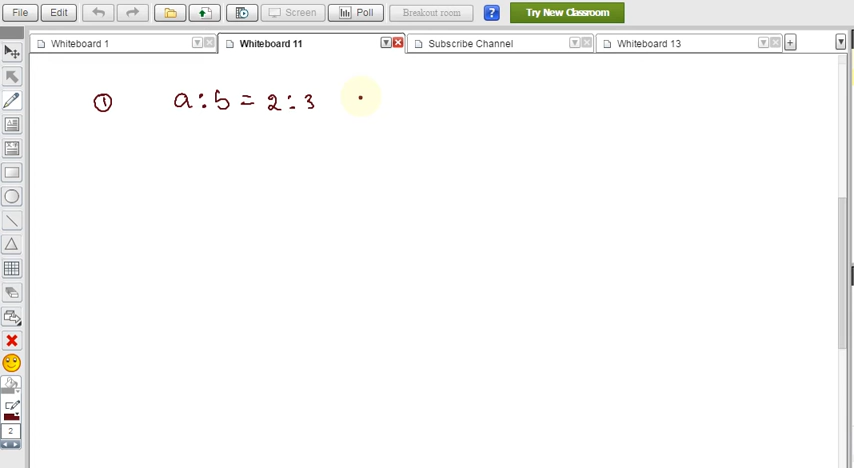 File Edit Screen Poll Breakout room ? Try New Classroom
Whiteboard 1 Whiteboard 11 Subscribe Channel Whiteboard 13 +
① a : b = 2 : 3
2